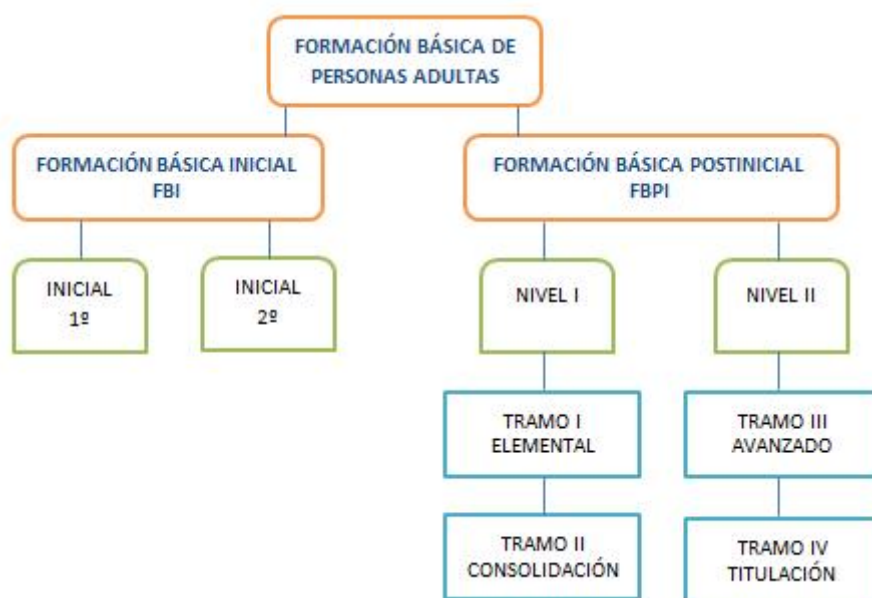 FORMACIÓN BÁSICA DE
PERSONAS ADULTAS
FORMACIÓN BÁSICA INICIAL
FBI
FORMACIÓN BÁSICA POSTINICIAL
FBPI
INICIAL
1º
INICIAL
2º
NIVEL I
NIVEL II
TRAMO I
ELEMENTAL
TRAMO III
AVANZADO
TRAMO II
CONSOLIDACIÓN
TRAMO IV
TITULACIÓN